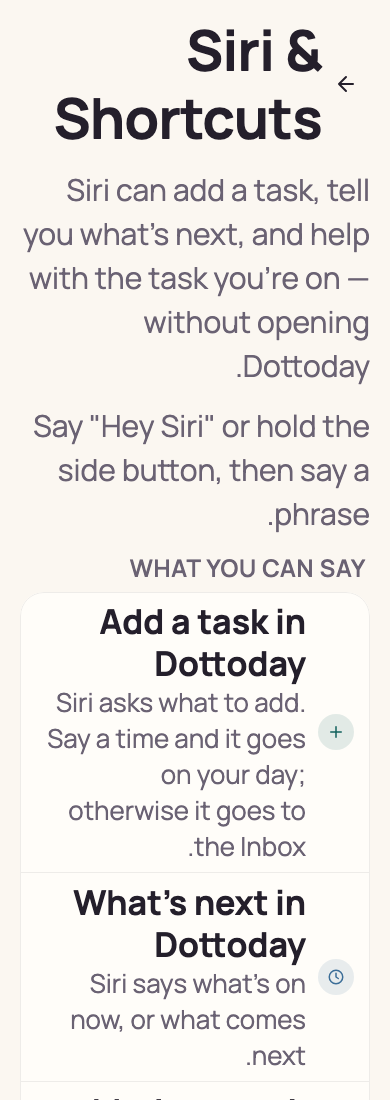 Siri &
Shortcuts
Siri can add a task, tell
you what's next, and help
with the task you're on —
without opening
.Dottoday
Say "Hey Siri" or hold the
side button, then say a
.phrase
WHAT YOU CAN SAY
Add a task in
Dottoday
Siri asks what to add.
Say a time and it goes
on your day;
otherwise it goes to
.the Inbox
What's next in
Dottoday
Siri says what's on
now, or what comes
.next